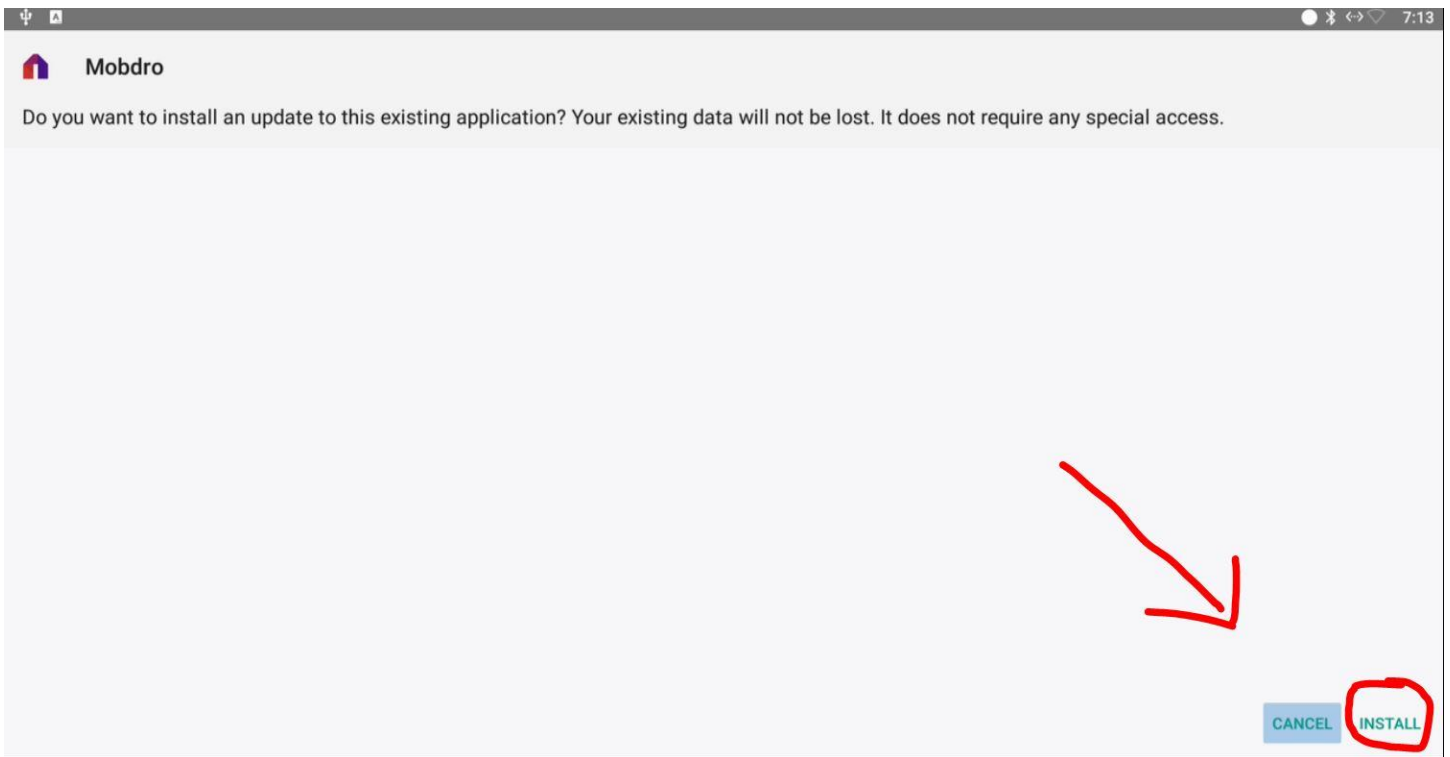 7:13
Mobdro
Do you want to install an update to this existing application? Your existing data will not be lost. It does not require any special access.
CANCEL INSTALL